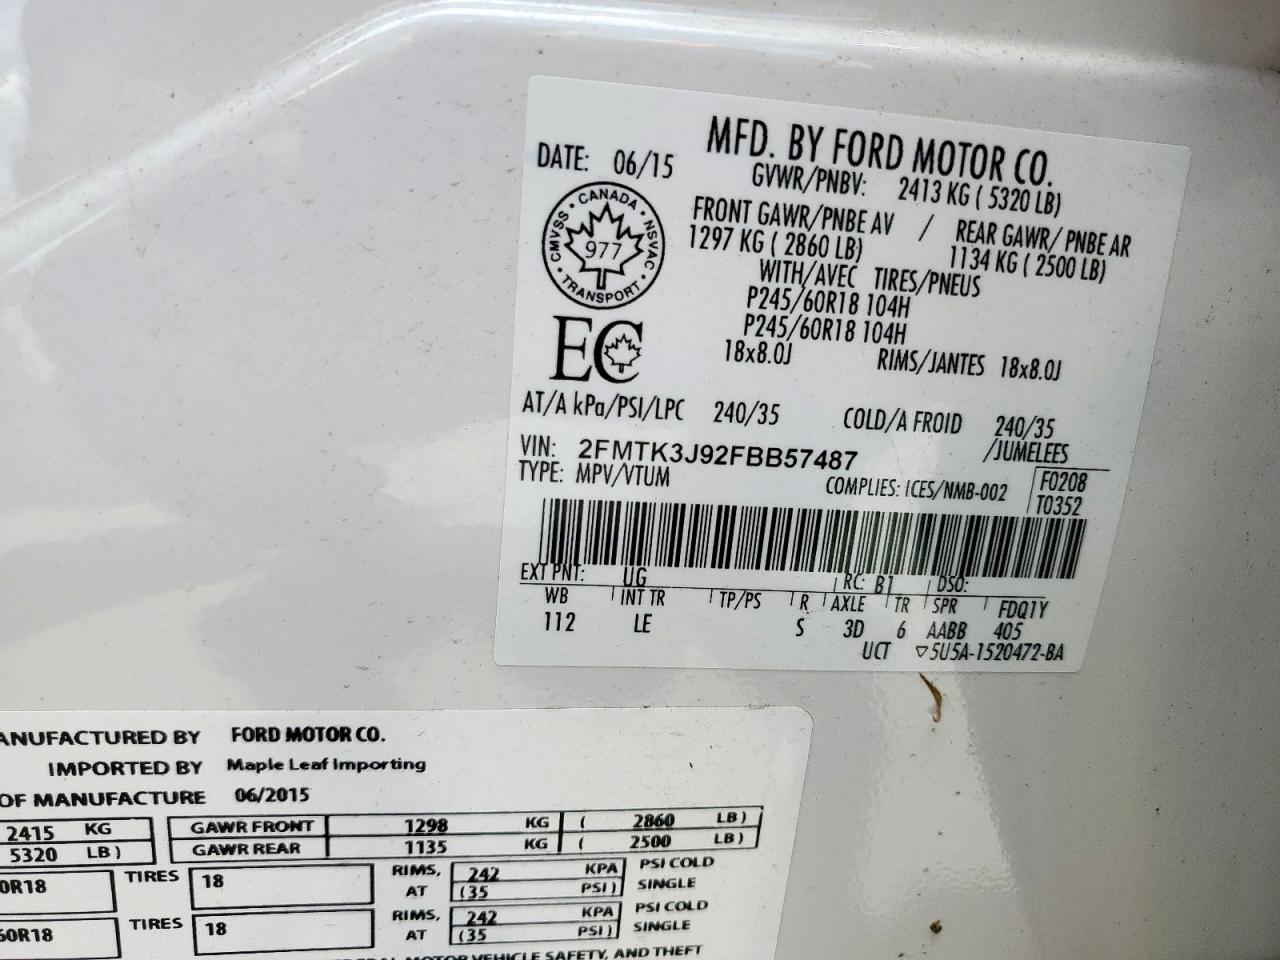 MFD. BY FORD MOTOR CO.
DATE: 06/15
GVWR/PNBV: 2413 KG ( 5320 LB)
FRONT GAWR/PNBE AV / REAR GAWR/ PNBE AR
1297 KG ( 2860 LB) 1134 KG ( 2500 LB)
CANADA
CMVSS NSVAC
977
TRANSPORT
WITH/AVEC TIRES/PNEUS
P245/60R18 104H
P245/60R18 104H
18x8.0J RIMS/JANTES 18x8.0J
EC
AT/A kPa/PSI/LPC 240/35 COLD/A FROID 240/35
/JUMELEES
VIN: 2FMTK3J92FBB57487
TYPE: MPV/VTUM
COMPLIES: ICES/NMB-002
F0208
T0352
EXT PNT: UG RC: B1 DSO:
WB INT TR TP/PS R AXLE TR SPR FDQ1Y
112 LE S 3D 6 AABB 405
UCT ▽5U5A-1520472-BA
ANUFACTURED BY FORD MOTOR CO.
IMPORTED BY Maple Leaf Importing
OF MANUFACTURE 06/2015
2415 KG GAWR FRONT 1298 KG ( 2860 LB )
5320 LB ) GAWR REAR 1135 KG ( 2500 LB )
0R18 TIRES 18 RIMS, 242 KPA PSI COLD
AT (35 PSI ) SINGLE
60R18 TIRES 18 RIMS, 242 KPA PSI COLD
AT (35 PSI ) SINGLE
MOTOR VEHICLE SAFETY, AND THEFT